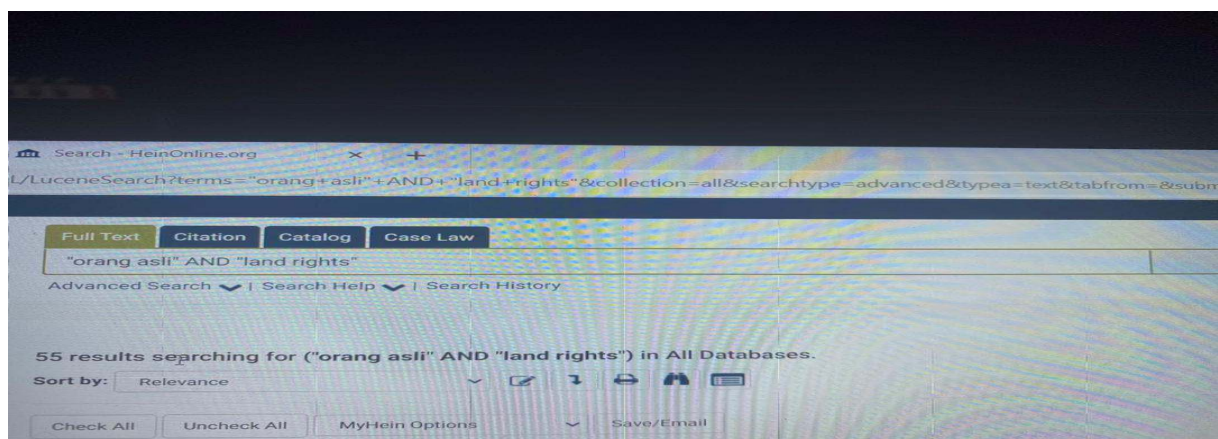 Search - HeinOnline.org × +
L/LuceneSearch?terms="orang+asli"+AND+"land+rights"&collection=all&searchtype=advanced&typea=text&tabfrom=&subm
Full Text Citation Catalog Case Law
"orang asli" AND "land rights"
Advanced Search | Search Help | Search History
55 results searching for ("orang asli" AND "land rights") in All Databases.
Sort by: Relevance
Check All Uncheck All MyHein Options Save/Email